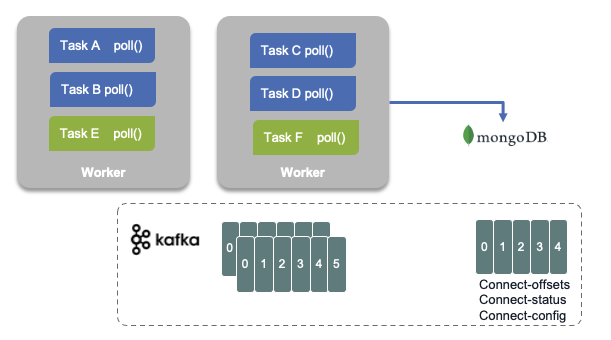 Task A poll()
Task B poll()
Task E poll()
Worker
Task C poll()
Task D poll()
Task F poll()
Worker
mongoDB
kafka
0
0 1 2 3 4 5
0 1 2 3 4
Connect-offsets
Connect-status
Connect-config